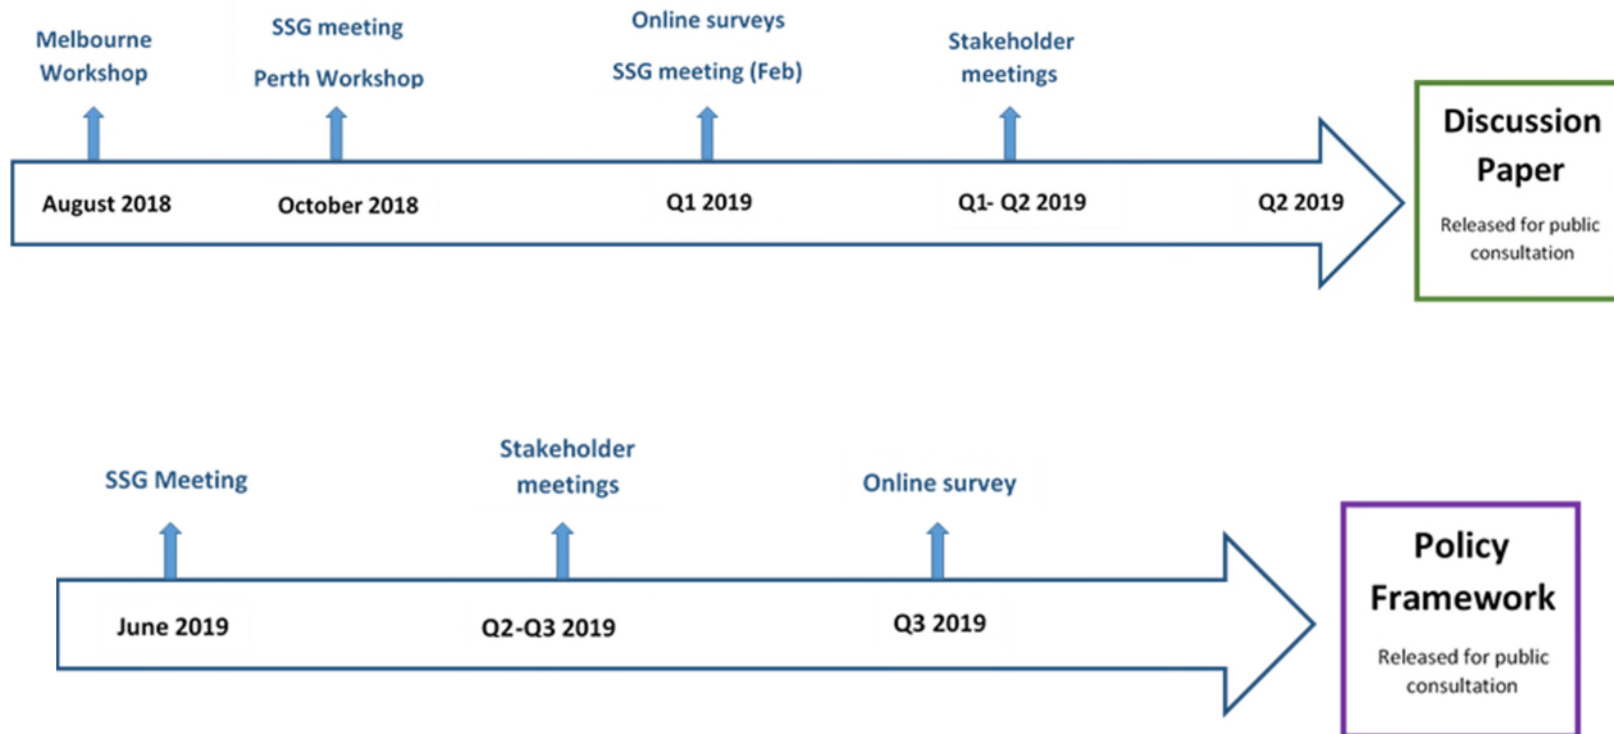 Melbourne
Workshop
SSG meeting
Perth Workshop
Online surveys
SSG meeting (Feb)
Stakeholder
meetings
August 2018
October 2018
Q1 2019
Q1- Q2 2019
Q2 2019
Discussion
Paper
Released for public
consultation
SSG Meeting
Stakeholder
meetings
Online survey
June 2019
Q2-Q3 2019
Q3 2019
Policy
Framework
Released for public
consultation